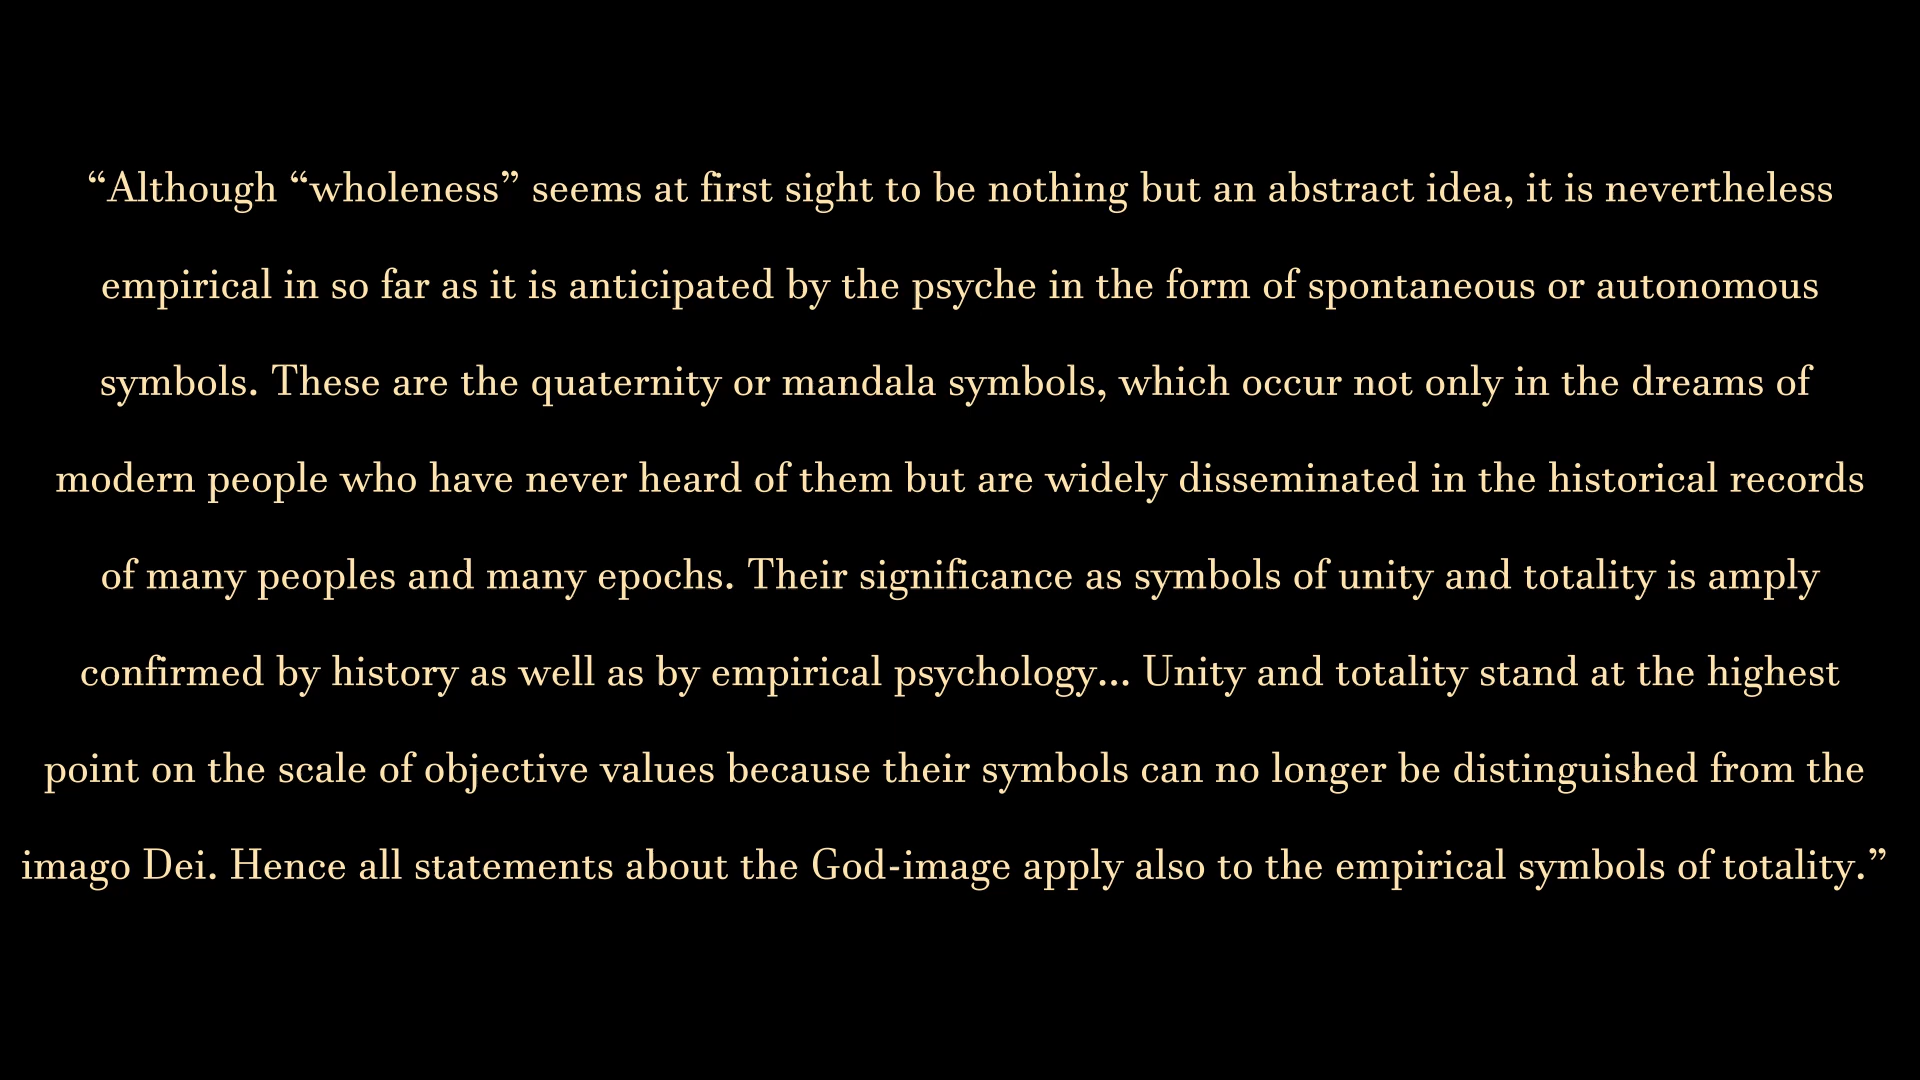 “Although “wholeness” seems at first sight to be nothing but an abstract idea, it is nevertheless
empirical in so far as it is anticipated by the psyche in the form of spontaneous or autonomous
symbols. These are the quaternity or mandala symbols, which occur not only in the dreams of
modern people who have never heard of them but are widely disseminated in the historical records
of many peoples and many epochs. Their significance as symbols of unity and totality is amply
confirmed by history as well as by empirical psychology... Unity and totality stand at the highest
point on the scale of objective values because their symbols can no longer be distinguished from the
imago Dei. Hence all statements about the God-image apply also to the empirical symbols of totality.”